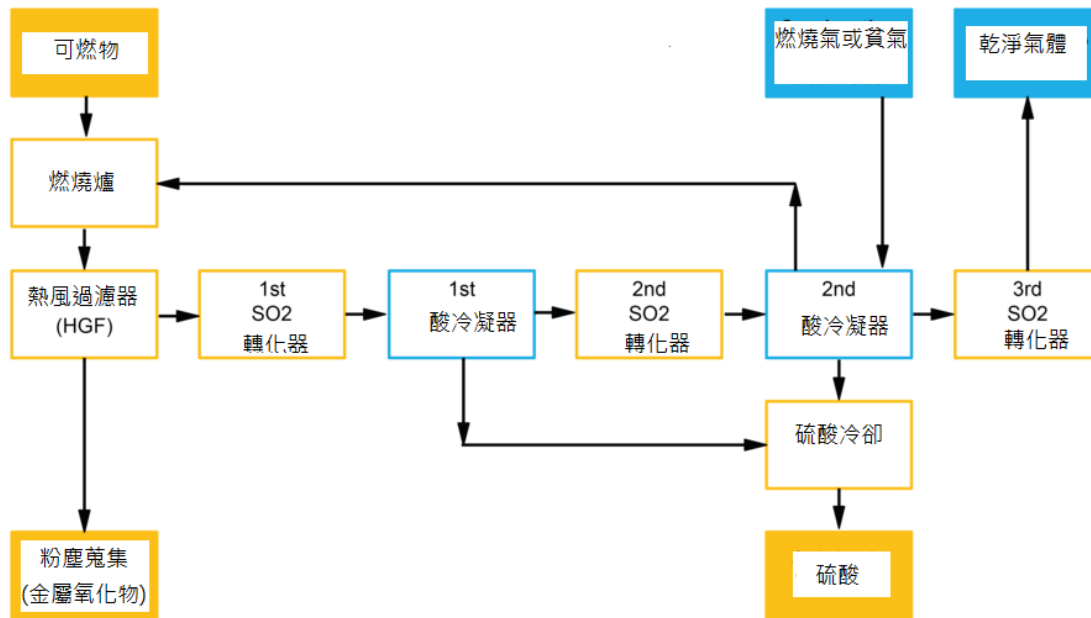 可燃物
燃燒氣或貧氣
乾淨氣體
燃燒爐
熱風過濾器
(HGF)
1st
SO2
轉化器
1st
酸冷凝器
2nd
SO2
轉化器
2nd
酸冷凝器
3rd
SO2
轉化器
硫酸冷卻
粉塵蒐集
(金屬氧化物)
硫酸